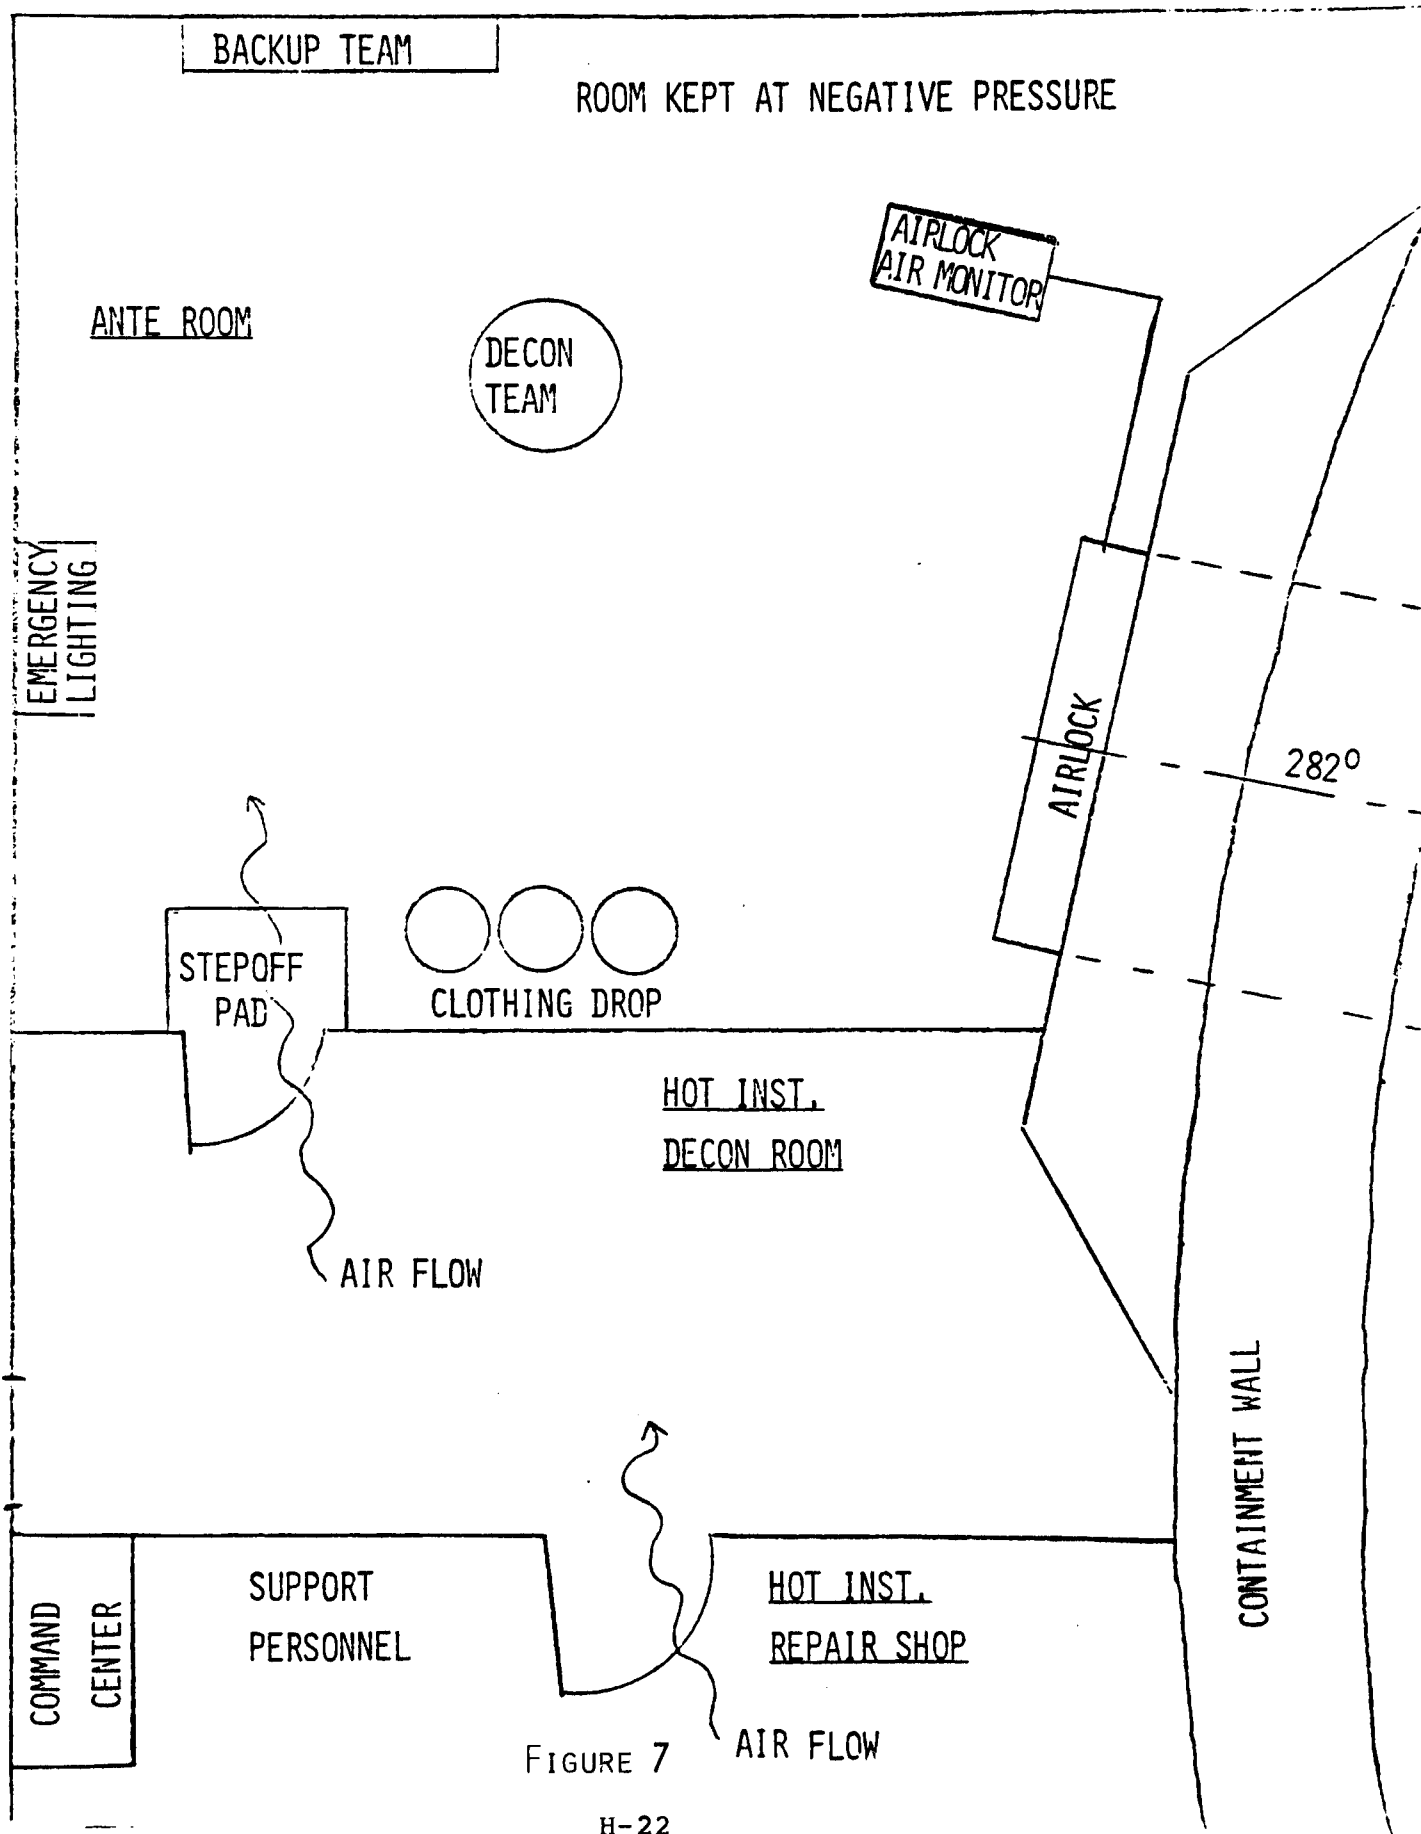 BACKUP TEAM
ROOM KEPT AT NEGATIVE PRESSURE
AIRLOCK
AIR MONITOR
ANTE ROOM
DECON
TEAM
EMERGENCY
LIGHTING
AIRLOCK
282°
STEPOFF
PAD
CLOTHING DROP
HOT INST.
DECON ROOM
AIR FLOW
CONTAINMENT WALL
COMMAND
CENTER
SUPPORT
PERSONNEL
HOT INST.
REPAIR SHOP
AIR FLOW
FIGURE 7
H-22